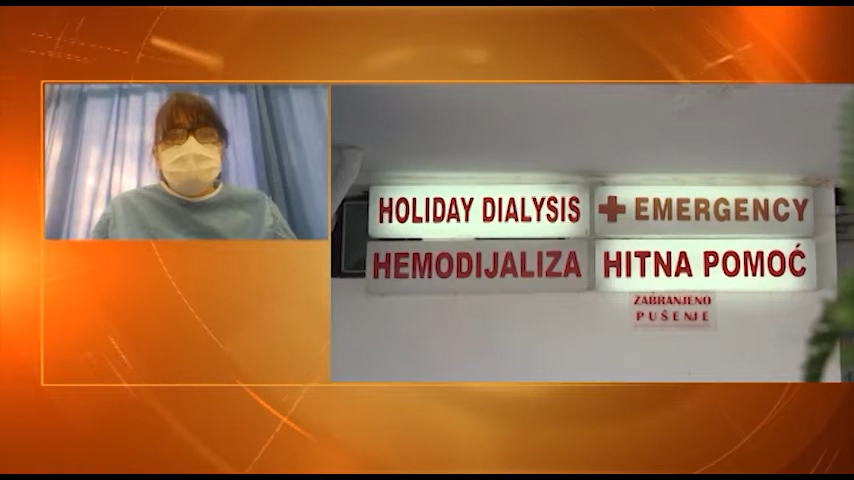 HOLIDAY DIALYSIS
+ EMERGENCY
HEMODIJALIZA
HITNA POMOĆ
ZABRANJENO
PUŠENJE